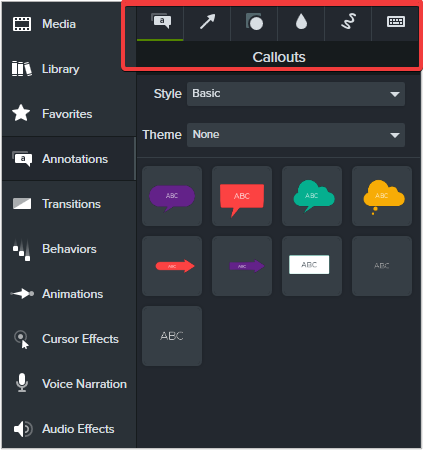 Media
Library
Favorites
Annotations
Transitions
Behaviors
Animations
Cursor Effects
Voice Narration
Audio Effects
a
a
Callouts
Style Basic
Theme None
ABC ABC ABC ABC
ABC ABC ABC ABC
ABC